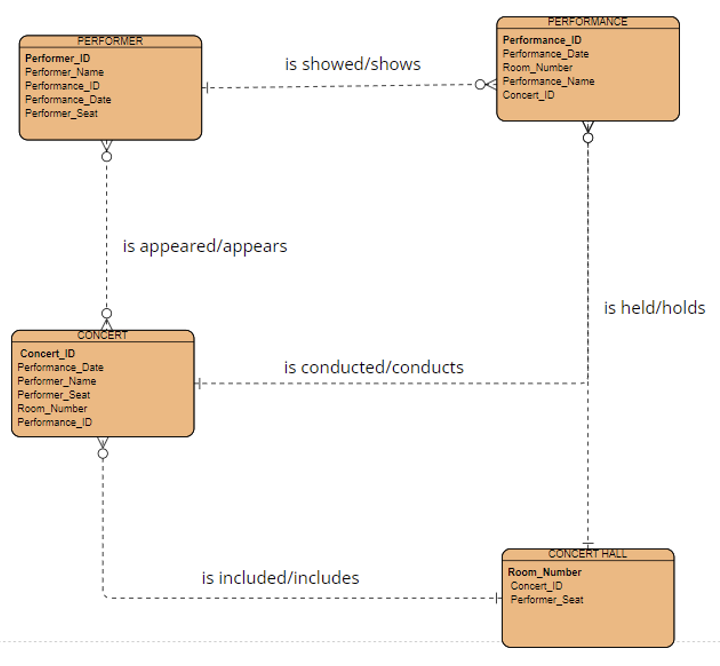 PERFORMER
Performer_ID
Performer_Name
Performance_ID
Performance_Date
Performer_Seat
is showed/shows
PERFORMANCE
Performance_ID
Performance_Date
Room_Number
Performance_Name
Concert_ID
is appeared/appears
is held/holds
CONCERT
Concert_ID
Performance_Date
Performer_Name
Performer_Seat
Room_Number
Performance_ID
is conducted/conducts
is included/includes
CONCERT HALL
Room_Number
Concert_ID
Performer_Seat